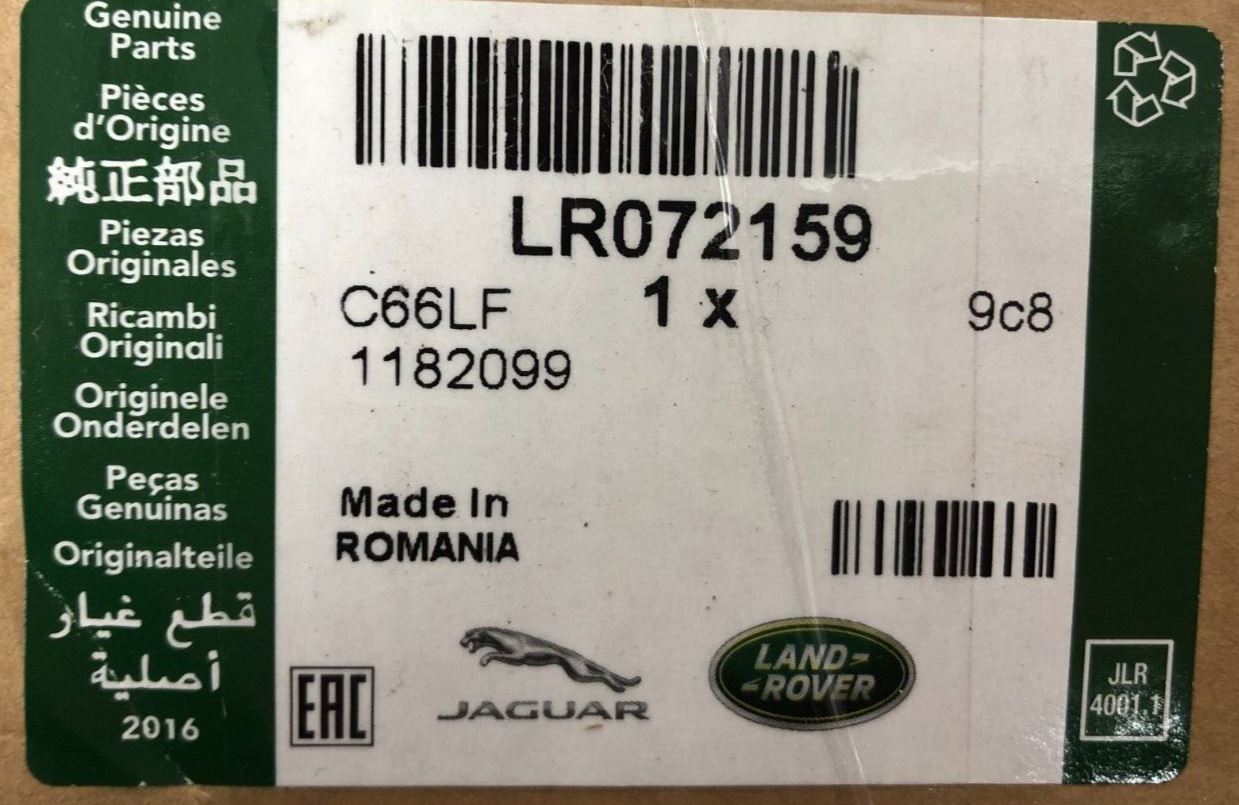 Genuine
Parts
Pièces
d'Origine
純正部品
Piezas
Originales
Ricambi
Originali
Originele
Onderdelen
Peças
Genuinas
Originalteile
قطع غيار
أصلية
2016
LR072159
C66LF 1 x 9c8
1182099
Made In
ROMANIA
EAC
JAGUAR
LAND-
-ROVER
JLR
4001.1